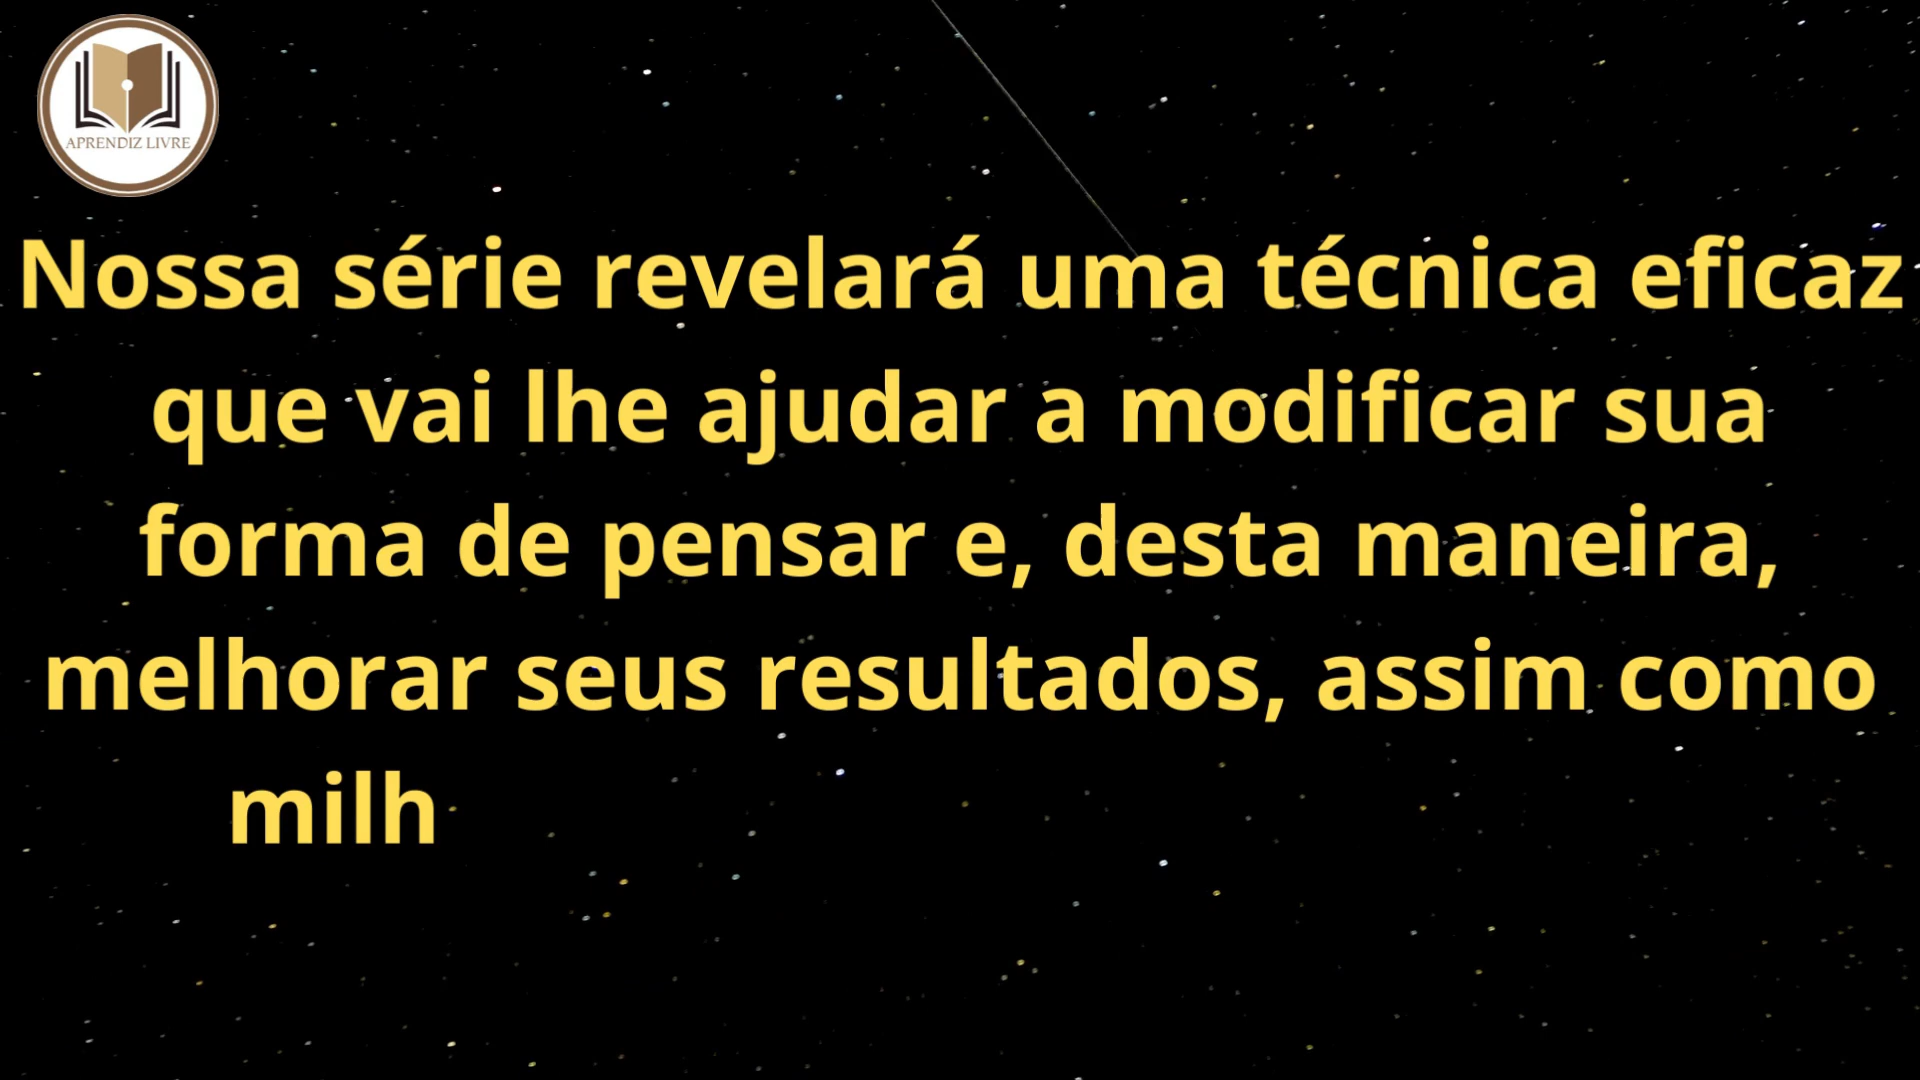 APRENDIZ LIVRE
Nossa série revelará uma técnica eficaz
que vai lhe ajudar a modificar sua
forma de pensar e, desta maneira,
melhorar seus resultados, assim como
milh